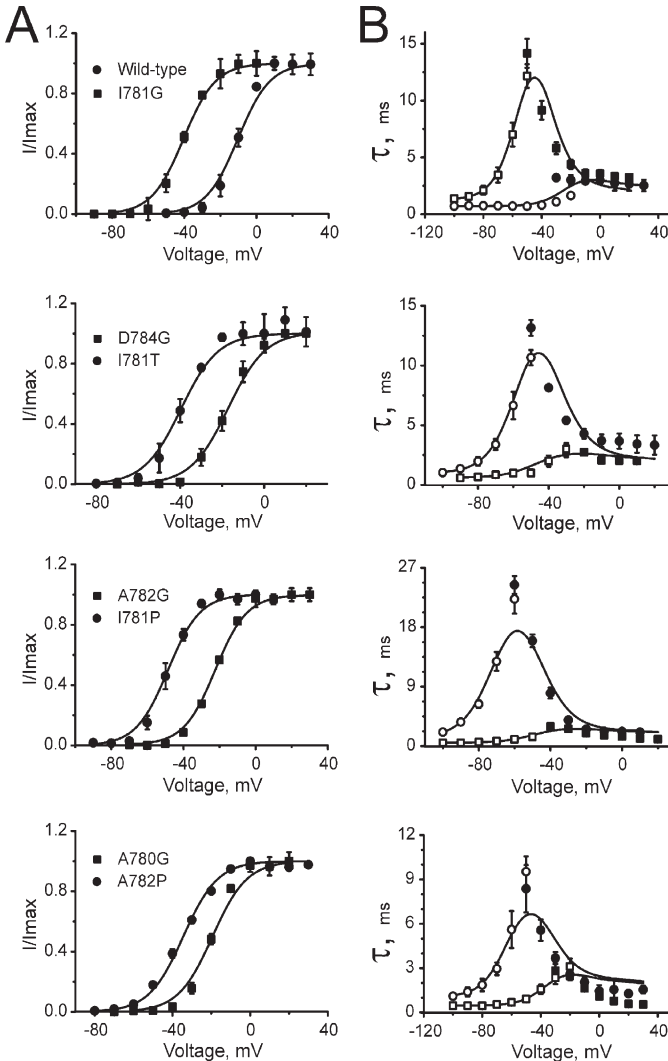 A
B
1.2
0.8
0.4
0.0
I/Imax
Wild-type
I781G
-80
-40
0
40
Voltage, mV
15
12
9
6
3
0
τ, ms
-120
-80
-40
0
40
Voltage, mV
1.2
0.8
0.4
0.0
I/Imax
D784G
I781T
-80
-40
0
Voltage, mV
15
10
5
0
τ, ms
-80
-40
0
Voltage, mV
1.2
0.8
0.4
0.0
I/Imax
A782G
I781P
-80
-40
0
40
Voltage, mV
27
18
9
0
τ, ms
-80
-40
0
Voltage, mV
1.2
0.8
0.4
0.0
I/Imax
A780G
A782P
-80
-40
0
40
Voltage, mV
12
9
6
3
0
τ, ms
-120
-80
-40
0
40
Voltage, mV